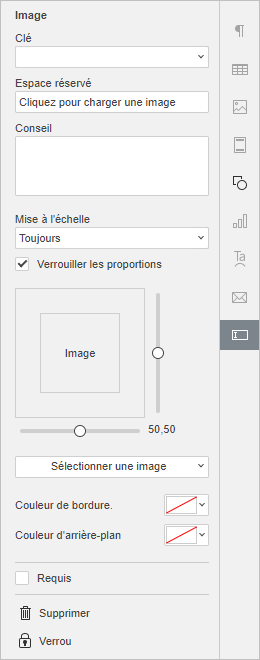 Image
Clé
Espace réservé
Cliquez pour charger une image
Conseil
Mise à l'échelle
Toujours
Verrouiller les proportions
Image
50,50
Sélectionner une image
Couleur de bordure.
Couleur d'arrière-plan
Requis
Supprimer
Verrou
Ta